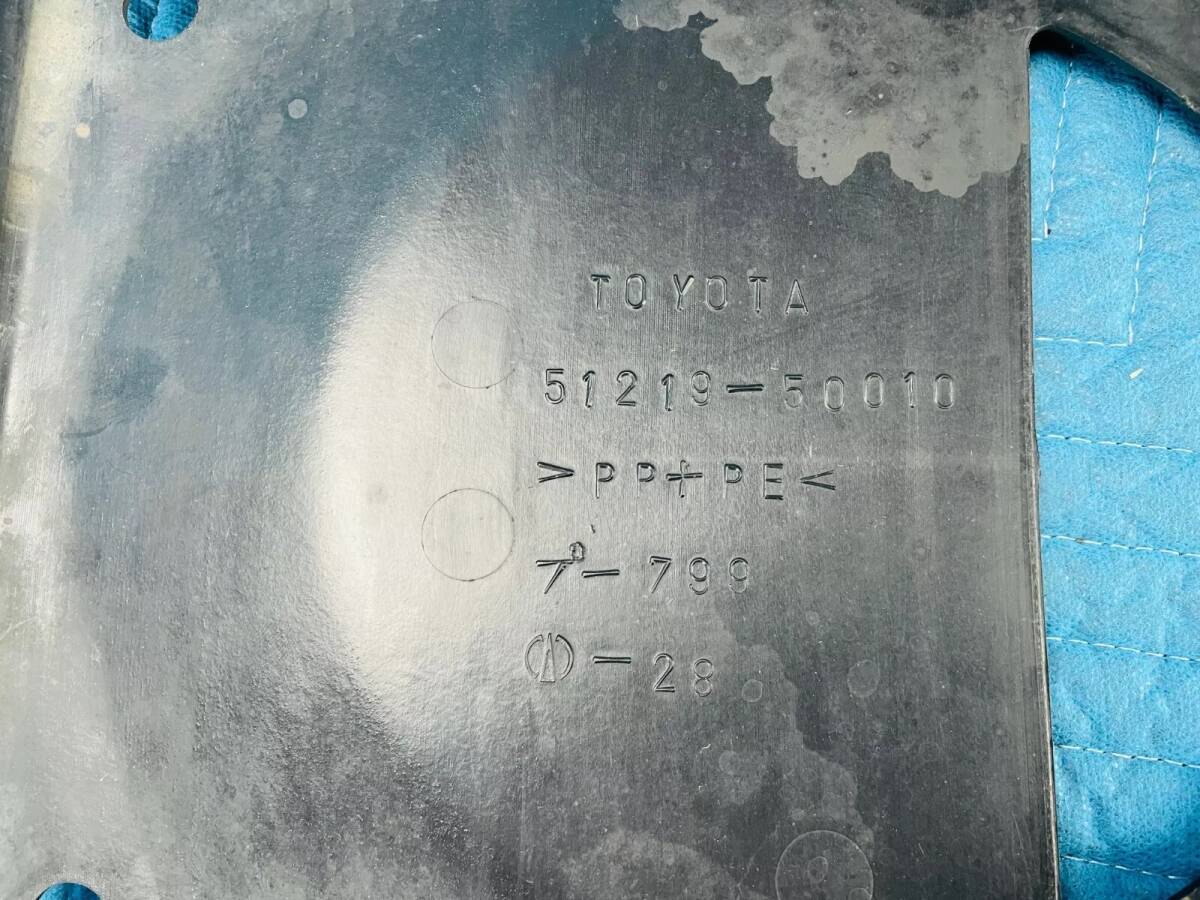 TOYOTA
51219-50010
>PP+PE<
プ-799
-28